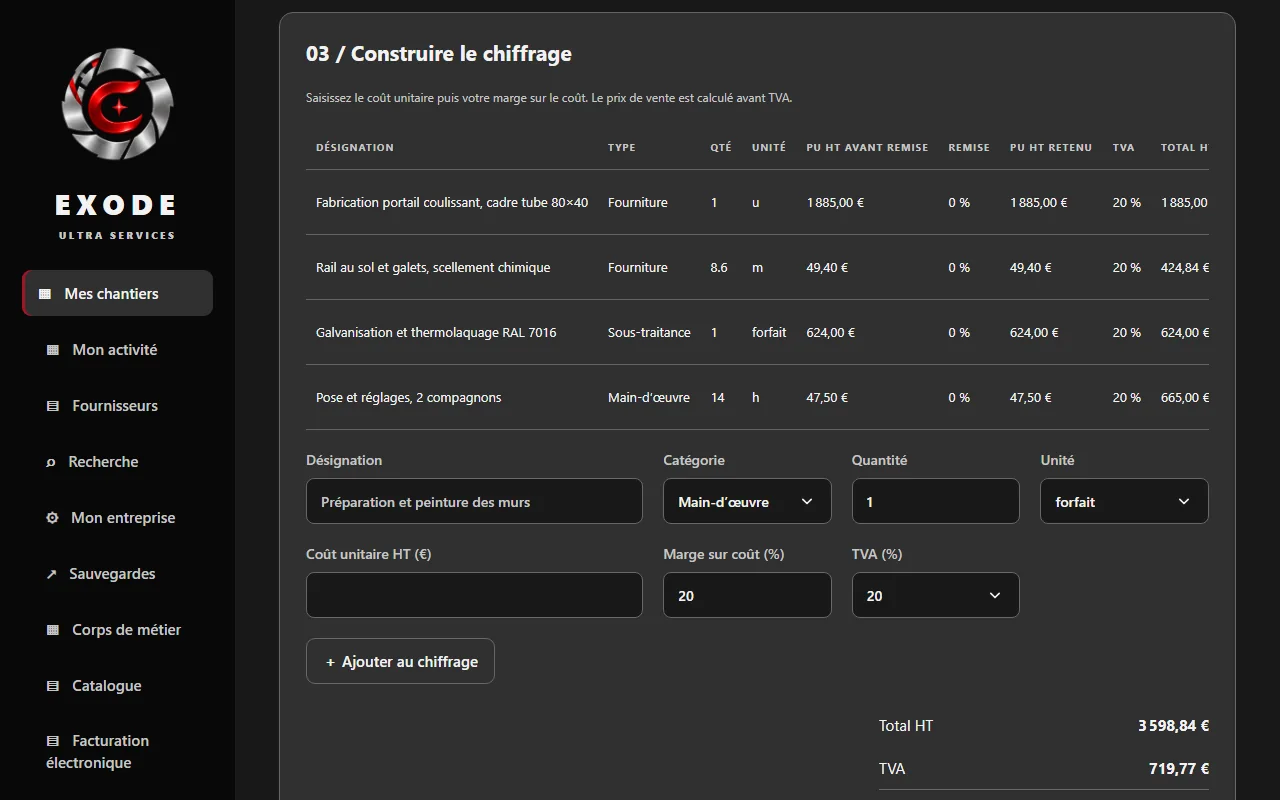 EXODE
ULTRA SERVICES
Mes chantiers
Mon activité
Fournisseurs
Recherche
Mon entreprise
Sauvegardes
Corps de métier
Catalogue
Facturation
électronique
03 / Construire le chiffrage
Saisissez le coût unitaire puis votre marge sur le coût. Le prix de vente est calculé avant TVA.
DÉSIGNATION TYPE QTÉ UNITÉ PU HT AVANT REMISE REMISE PU HT RETENU TVA TOTAL H
Fabrication portail coulissant, cadre tube 80×40 Fourniture 1 u 1 885,00 € 0 % 1 885,00 € 20 % 1 885,00
Rail au sol et galets, scellement chimique Fourniture 8.6 m 49,40 € 0 % 49,40 € 20 % 424,84 €
Galvanisation et thermolaquage RAL 7016 Sous-traitance 1 forfait 624,00 € 0 % 624,00 € 20 % 624,00 €
Pose et réglages, 2 compagnons Main-d’œuvre 14 h 47,50 € 0 % 47,50 € 20 % 665,00 €
Désignation Catégorie Quantité Unité
Préparation et peinture des murs Main-d’œuvre 1 forfait
Coût unitaire HT (€) Marge sur coût (%) TVA (%)
20 20
+ Ajouter au chiffrage
Total HT 3 598,84 €
TVA 719,77 €